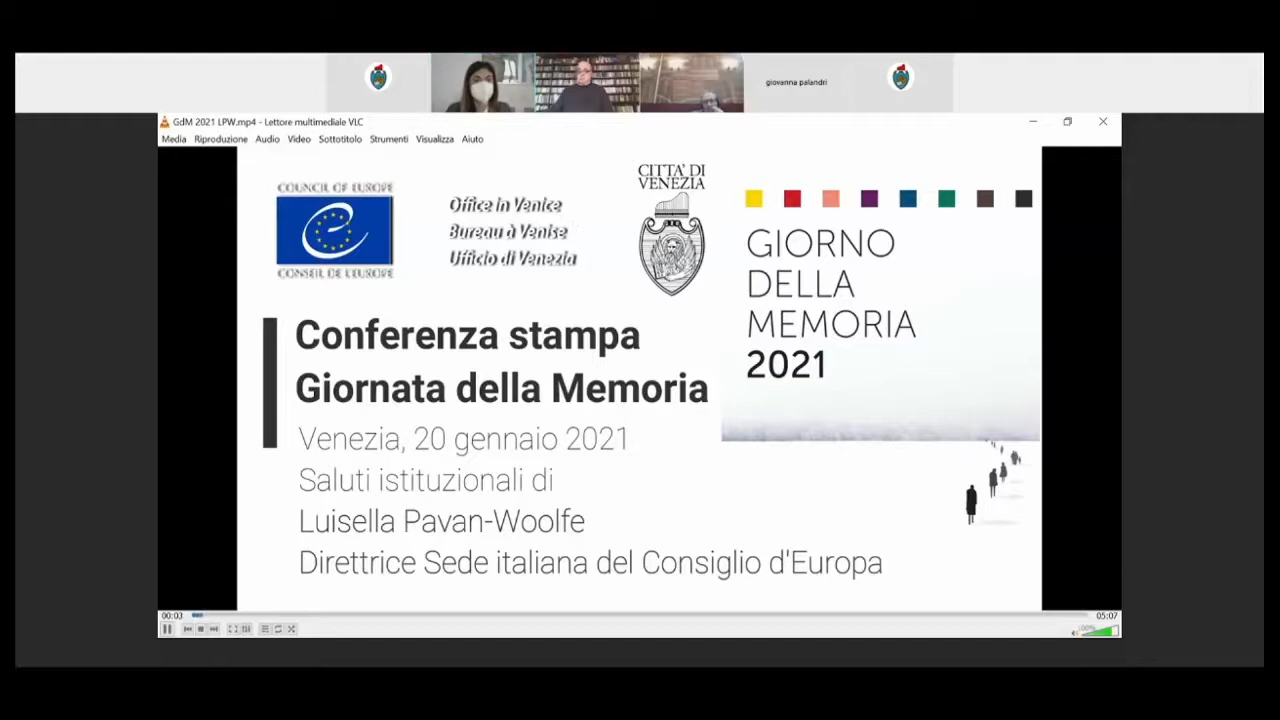 giovanna palandri
GdM 2021 LPW.mp4 - Lettore multimediale VLC
Media Riproduzione Audio Video Sottotitolo Strumenti Visualizza Aiuto
COUNCIL OF EUROPE
CONSEIL DE L'EUROPE
Office in Venice
Bureau à Venise
Ufficio di Venezia
CITTA' DI
VENEZIA
GIORNO
DELLA
MEMORIA
2021
Conferenza stampa
Giornata della Memoria
Venezia, 20 gennaio 2021
Saluti istituzionali di
Luisella Pavan-Woolfe
Direttrice Sede italiana del Consiglio d'Europa
00:03
05:07
100%